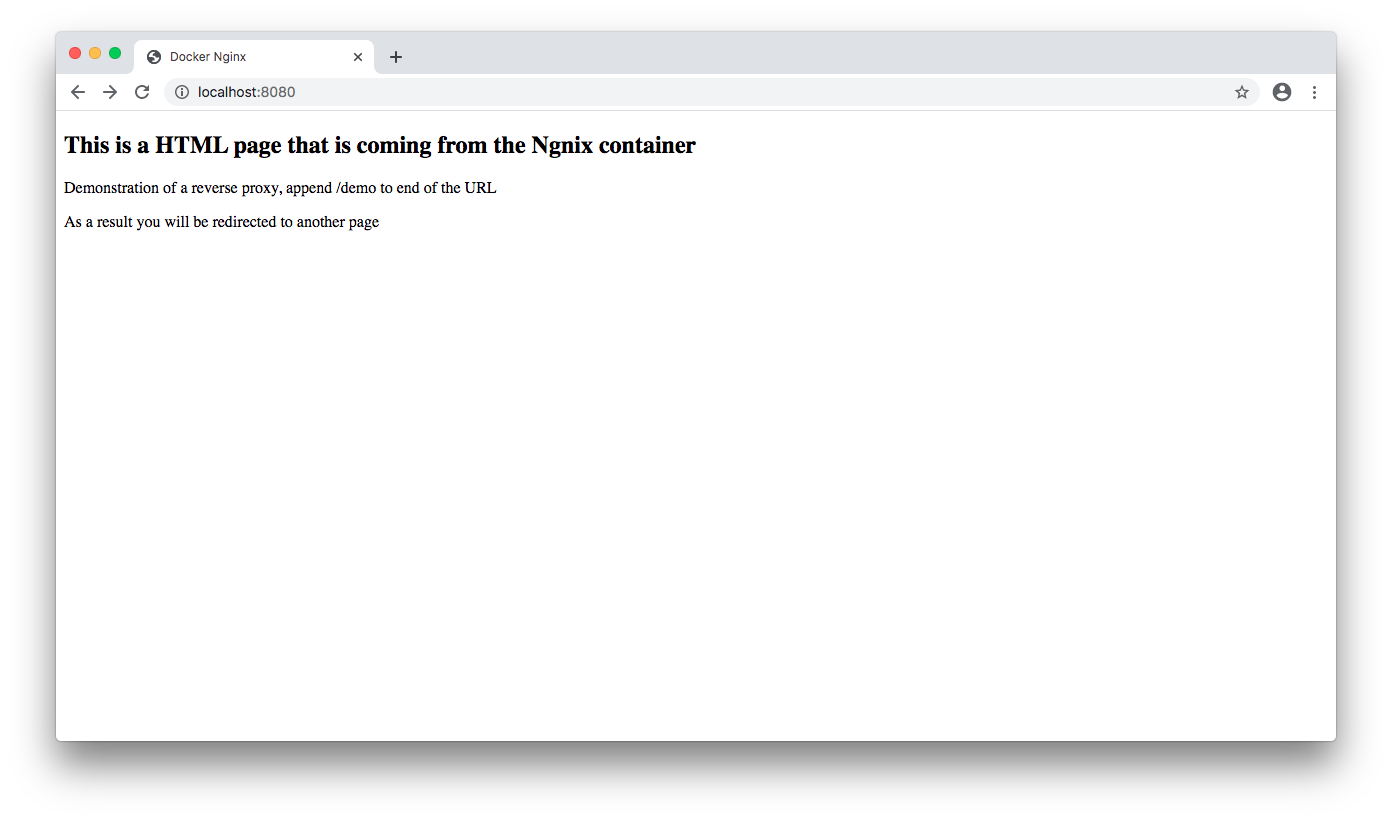 Docker Nginx
localhost:8080
This is a HTML page that is coming from the Ngnix container
Demonstration of a reverse proxy, append /demo to end of the URL
As a result you will be redirected to another page